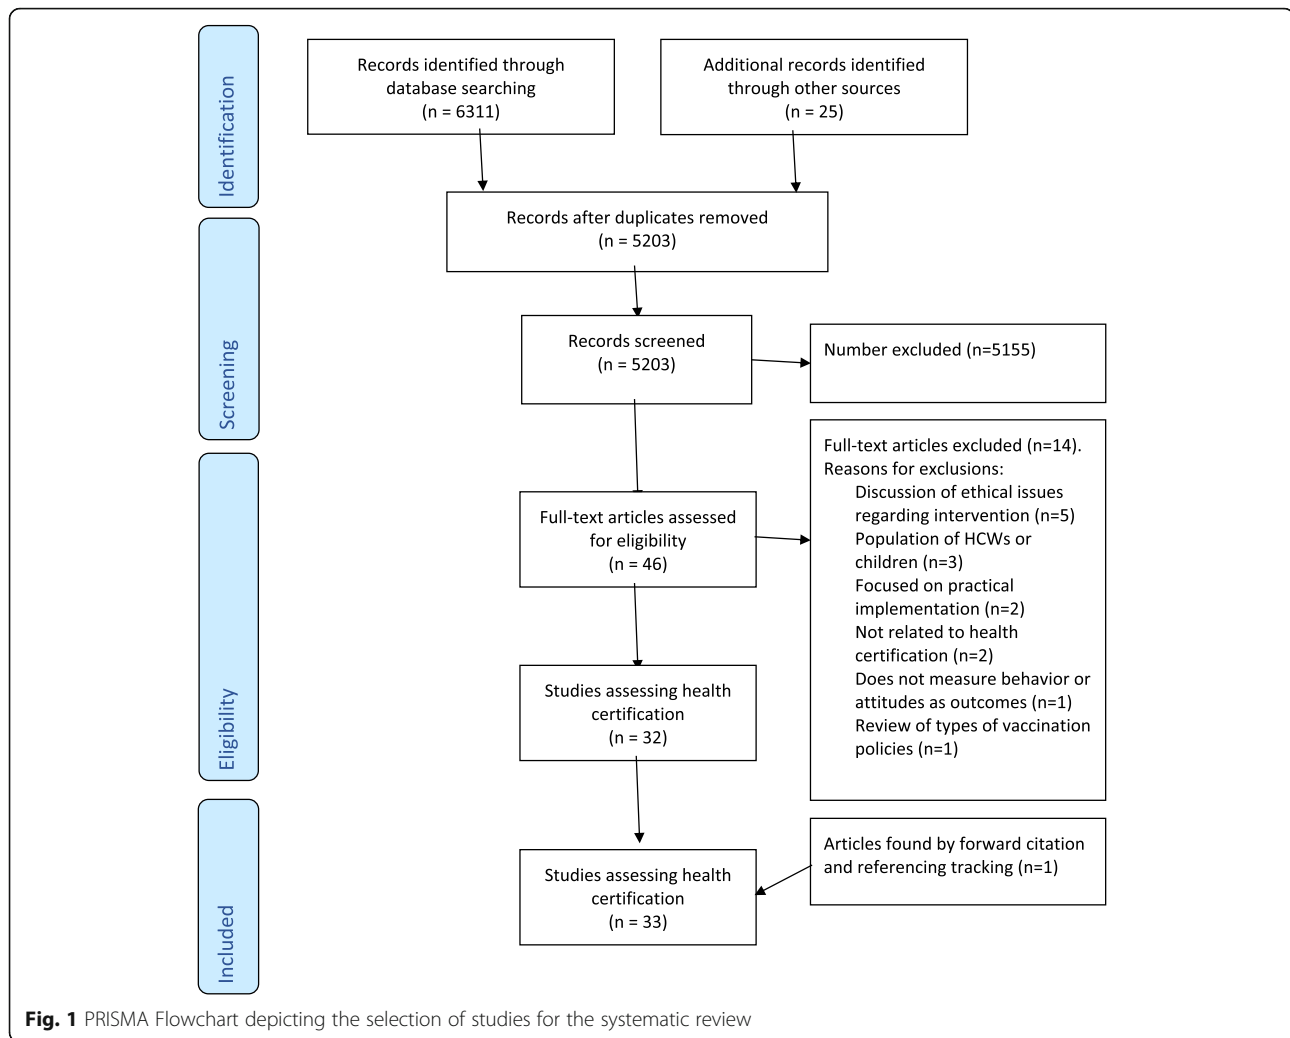 Identification
Records identified through
database searching
(n = 6311)
Additional records identified
through other sources
(n = 25)
Records after duplicates removed
(n = 5203)
Screening
Records screened
(n = 5203)
Number excluded (n=5155)
Eligibility
Full-text articles assessed
for eligibility
(n = 46)
Full-text articles excluded (n=14).
Reasons for exclusions:
Discussion of ethical issues
regarding intervention (n=5)
Population of HCWs or
children (n=3)
Focused on practical
implementation (n=2)
Not related to health
certification (n=2)
Does not measure behavior or
attitudes as outcomes (n=1)
Review of types of vaccination
policies (n=1)
Studies assessing health
certification
(n = 32)
Included
Articles found by forward citation
and referencing tracking (n=1)
Studies assessing health
certification
(n = 33)
Fig. 1 PRISMA Flowchart depicting the selection of studies for the systematic review